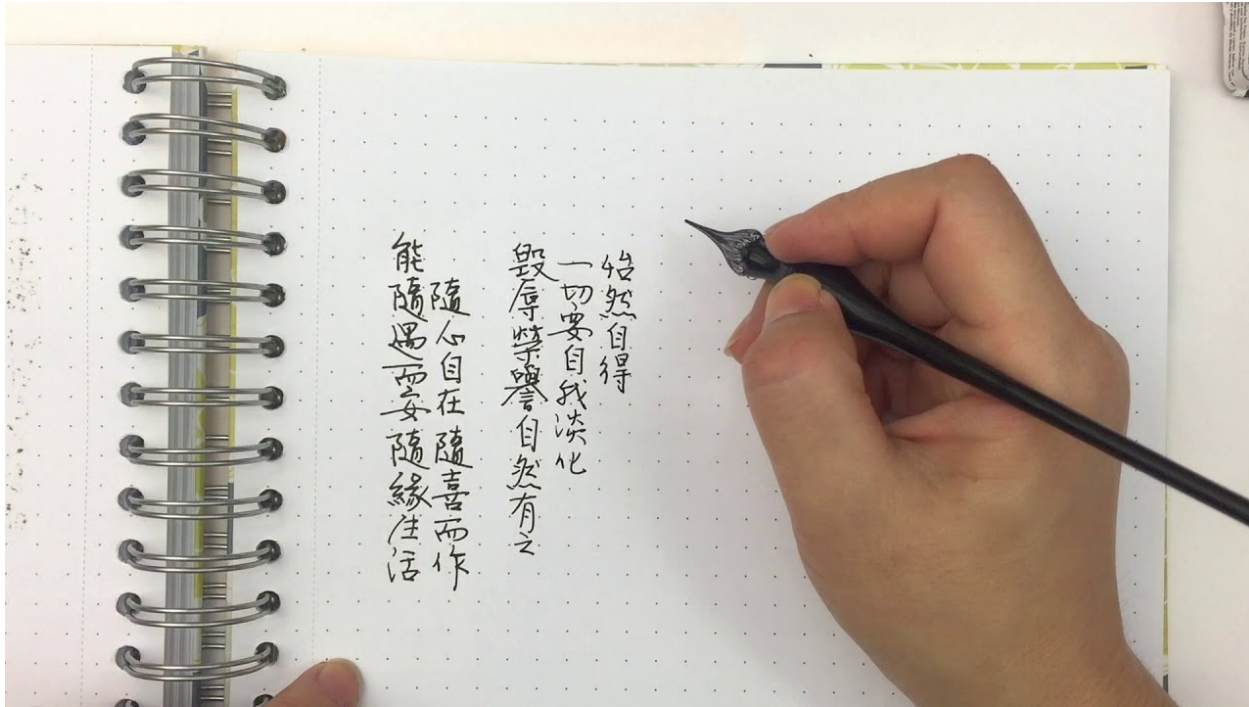 能隨遇而安 隨緣生活
隨心自在 隨喜而作
毀辱榮譽自然有之
一切要自我淡化
怡然自得